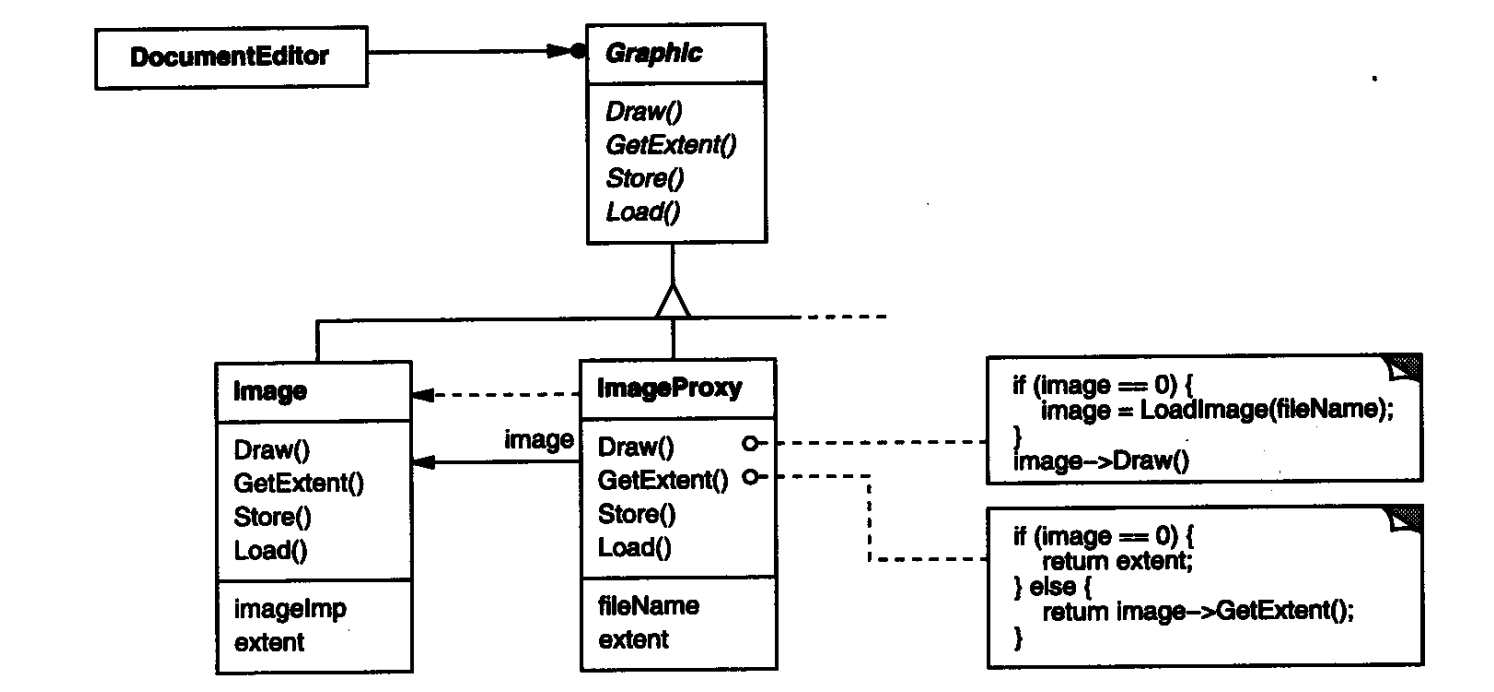 DocumentEditor
Graphic
Draw()
GetExtent()
Store()
Load()
Image
Draw()
GetExtent()
Store()
Load()
imageImp
extent
image
ImageProxy
Draw()
GetExtent()
Store()
Load()
fileName
extent
if (image == 0) {
image = LoadImage(fileName);
}
image->Draw()
if (image == 0) {
return extent;
} else {
return image->GetExtent();
}